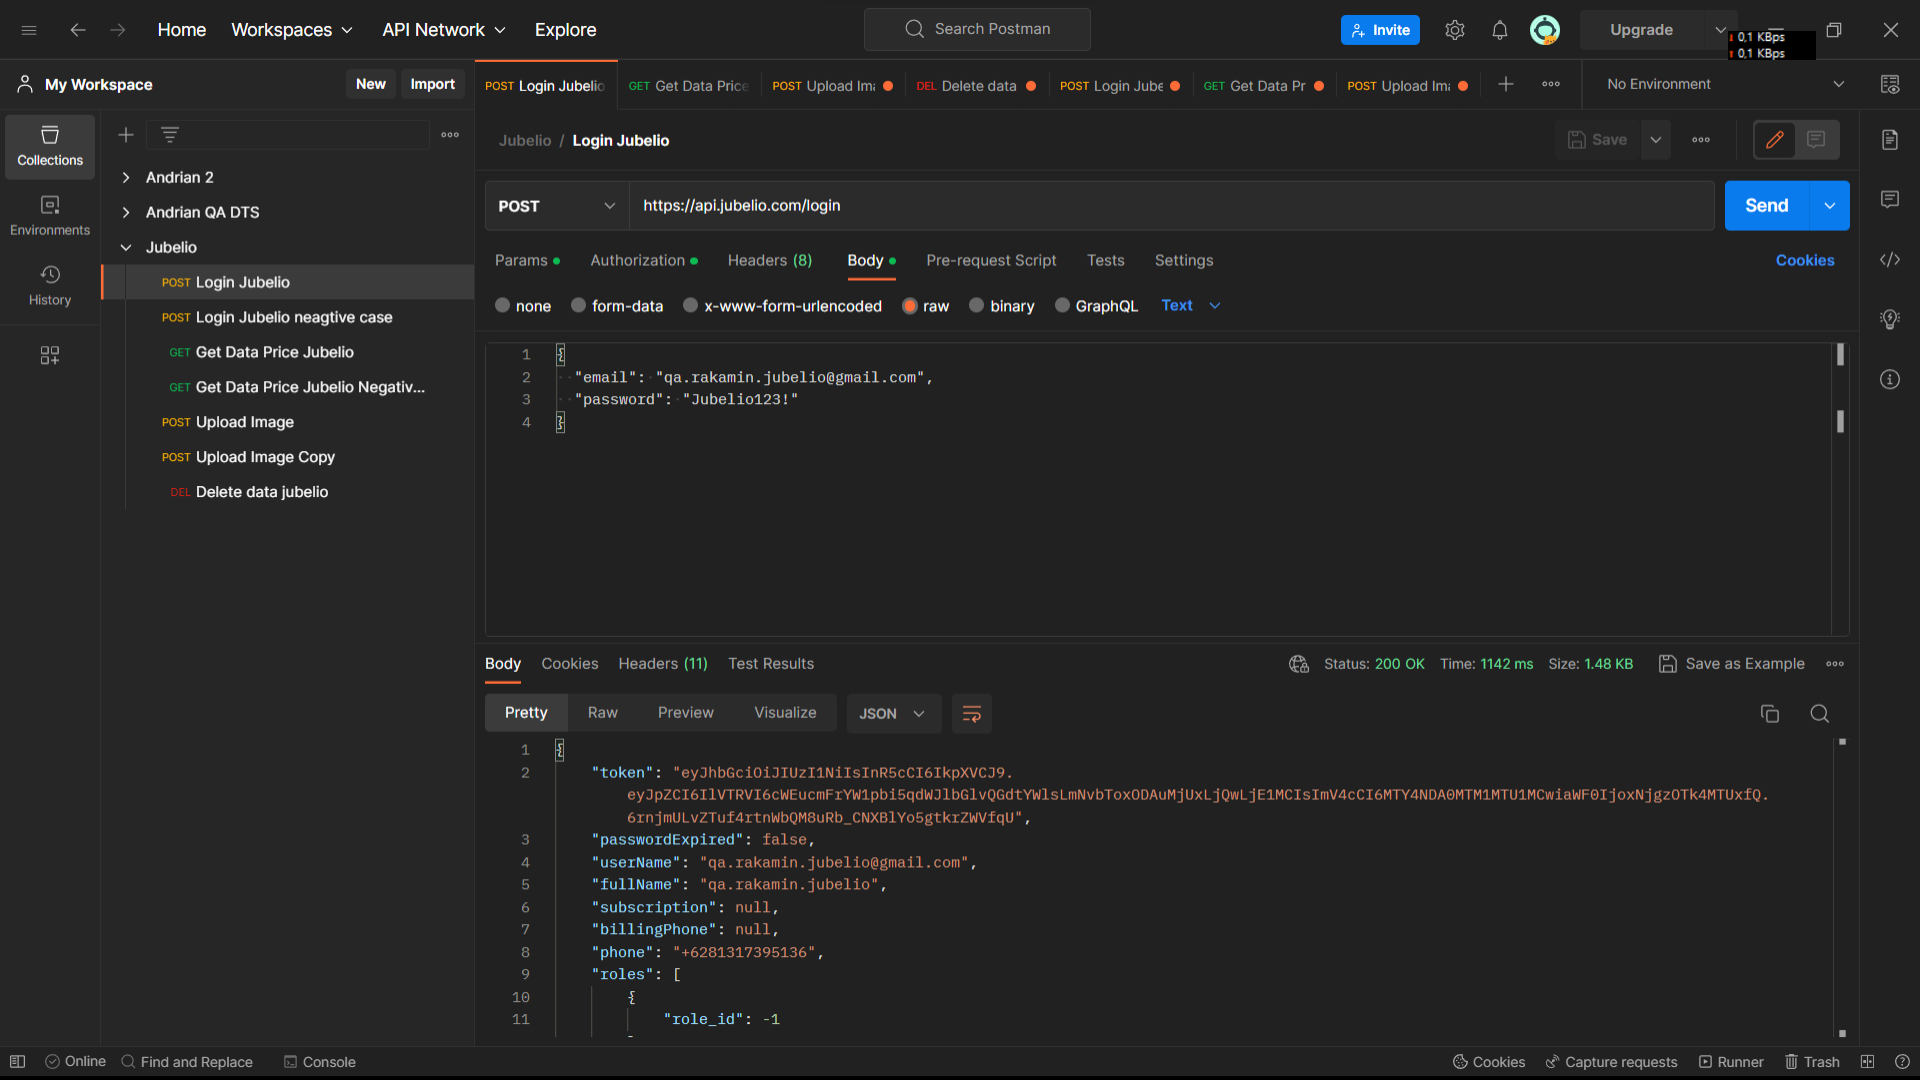 Home
Workspaces
API Network
Explore
Search Postman
Invite
Upgrade
0,1 KBps
0,1 KBps
My Workspace
New
Import
POST Login Jubelio
GET Get Data Price
POST Upload Ima
DEL Delete data
POST Login Jube
GET Get Data Pr
POST Upload Ima
No Environment
Collections
Environments
History
Andrian 2
Andrian QA DTS
Jubelio
POST Login Jubelio
POST Login Jubelio neagtive case
GET Get Data Price Jubelio
GET Get Data Price Jubelio Negativ...
POST Upload Image
POST Upload Image Copy
DEL Delete data jubelio
Jubelio / Login Jubelio
Save
POST
https://api.jubelio.com/login
Send
Params
Authorization
Headers (8)
Body
Pre-request Script
Tests
Settings
Cookies
none
form-data
x-www-form-urlencoded
raw
binary
GraphQL
Text
1 {
2 "email": "qa.rakamin.jubelio@gmail.com",
3 "password": "Jubelio123!"
4 }
Body
Cookies
Headers (11)
Test Results
Status: 200 OK
Time: 1142 ms
Size: 1.48 KB
Save as Example
Pretty
Raw
Preview
Visualize
JSON
1 {
2 "token": "eyJhbGciOiJIUzI1NiIsInR5cCI6IkpXVCJ9.
eyJpZCI6IlVTRVI6cWEucmFrYW1pbi5qdWJlbGlvQGdtYWlsLmNvbToxODAuMjUxLjQwLjE1MCIsImV4cCI6MTY4NDA0MTM1MTU1MCwiaWF0IjoxNjgzOTk4MTUxfQ.
6rnjmULvZTuf4rtnWbQM8uRb_CNXBlYo5gtkrZWVfqU",
3 "passwordExpired": false,
4 "userName": "qa.rakamin.jubelio@gmail.com",
5 "fullName": "qa.rakamin.jubelio",
6 "subscription": null,
7 "billingPhone": null,
8 "phone": "+6281317395136",
9 "roles": [
10 {
11 "role_id": -1
Online
Find and Replace
Console
Cookies
Capture requests
Runner
Trash